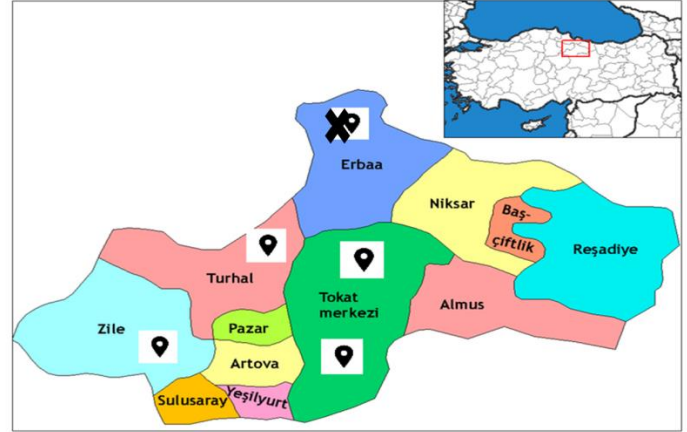 Erbaa
Niksar
Baş-
çiftlik
Reşadiye
Turhal
Tokat
merkezi
Almus
Zile
Pazar
Artova
Sulusaray
Yeşilyurt